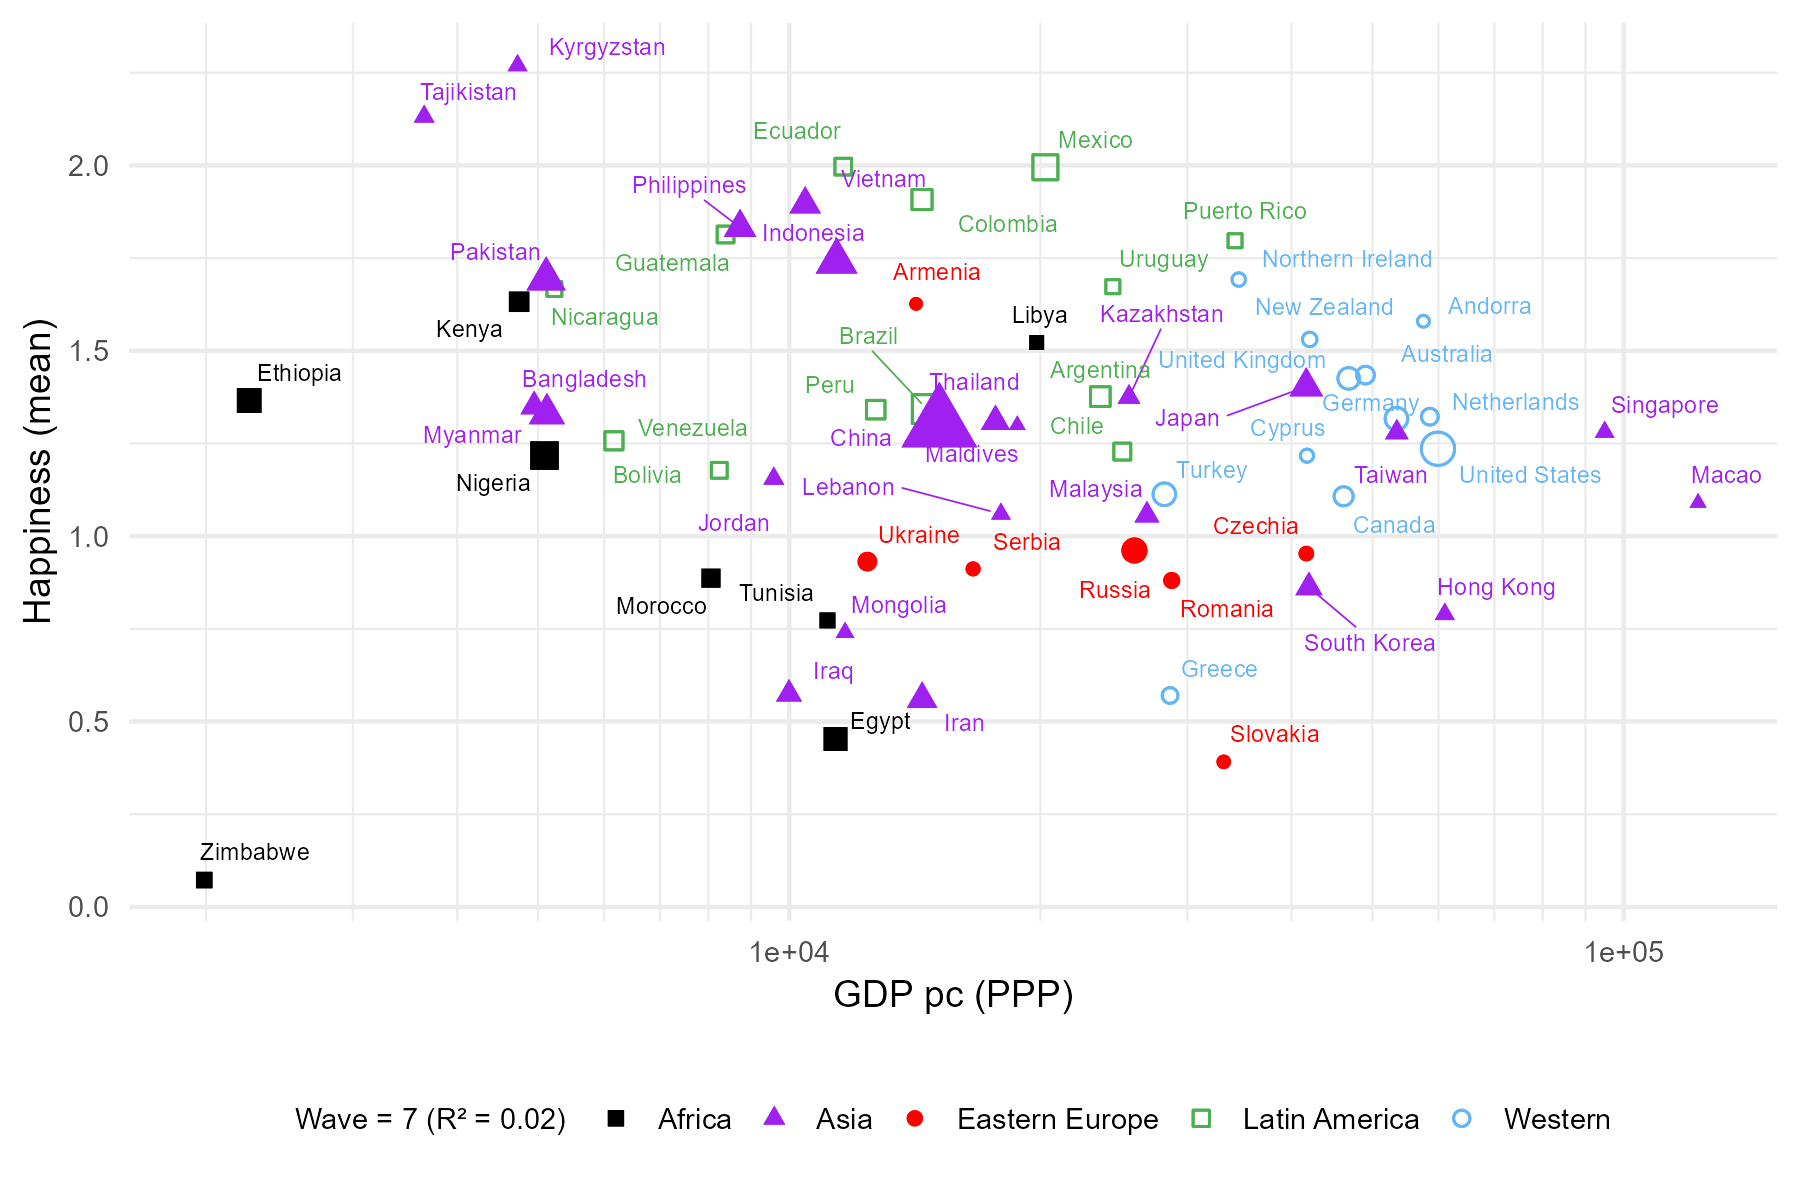 Kyrgyzstan
Tajikistan
Ecuador
Mexico
2.0
Philippines
Vietnam
Puerto Rico
Colombia
Indonesia
Pakistan
Guatemala
Armenia
Uruguay
Northern Ireland
Kenya
Nicaragua
Libya
Kazakhstan
New Zealand
Andorra
Brazil
1.5
United Kingdom
Australia
Ethiopia
Bangladesh
Peru
Thailand
Argentina
Japan
Germany
Netherlands
Singapore
Myanmar
Venezuela
China
Chile
Cyprus
Maldives
Nigeria
Bolivia
Lebanon
Malaysia
Turkey
Taiwan
United States
Macao
Jordan
Ukraine
Serbia
Czechia
Canada
1.0
Morocco
Tunisia
Mongolia
Russia
Romania
Hong Kong
South Korea
Iraq
Greece
0.5
Egypt
Iran
Slovakia
Zimbabwe
0.0
Happiness (mean)
1e+04
1e+05
GDP pc (PPP)
Wave = 7 (R² = 0.02) Africa Asia Eastern Europe Latin America Western